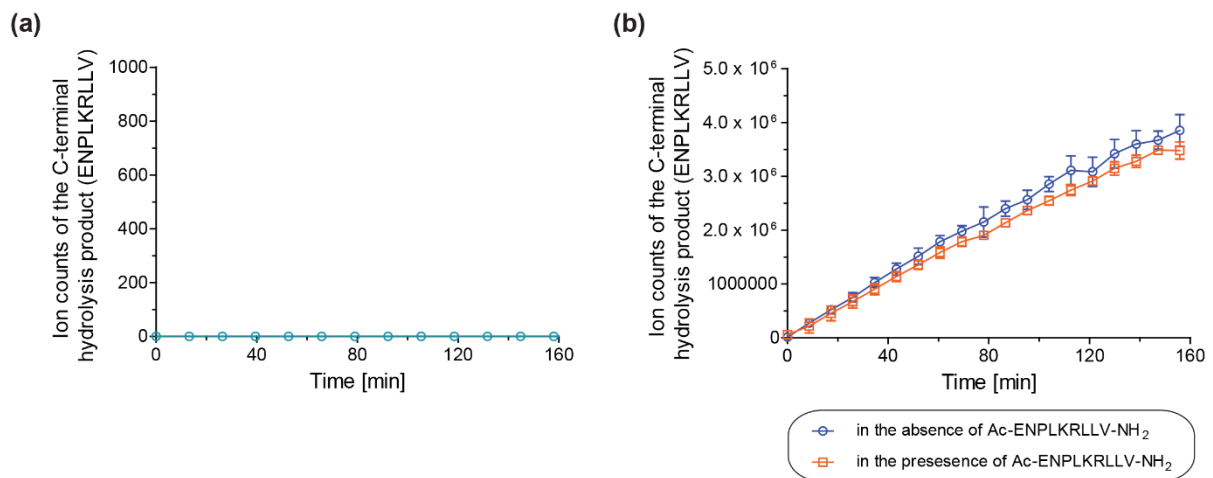 (a)
Ion counts of the C-terminal
hydrolysis product (ENPLKRLLV)
1000
800
600
400
200
0
0 40 80 120 160
Time [min]
(b)
Ion counts of the C-terminal
hydrolysis product (ENPLKRLLV)
5.0 x 10⁶
4.0 x 10⁶
3.0 x 10⁶
2.0 x 10⁶
1000000
0
0 40 80 120 160
Time [min]
in the absence of Ac-ENPLKRLLV-NH₂
in the presesence of Ac-ENPLKRLLV-NH₂